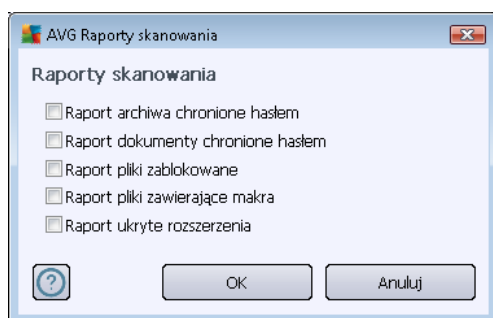 AVG Raporty skanowania
Raporty skanowania
Raport archiwa chronione hasłem
Raport dokumenty chronione hasłem
Raport pliki zablokowane
Raport pliki zawierające makra
Raport ukryte rozszerzenia
?
OK
Anuluj